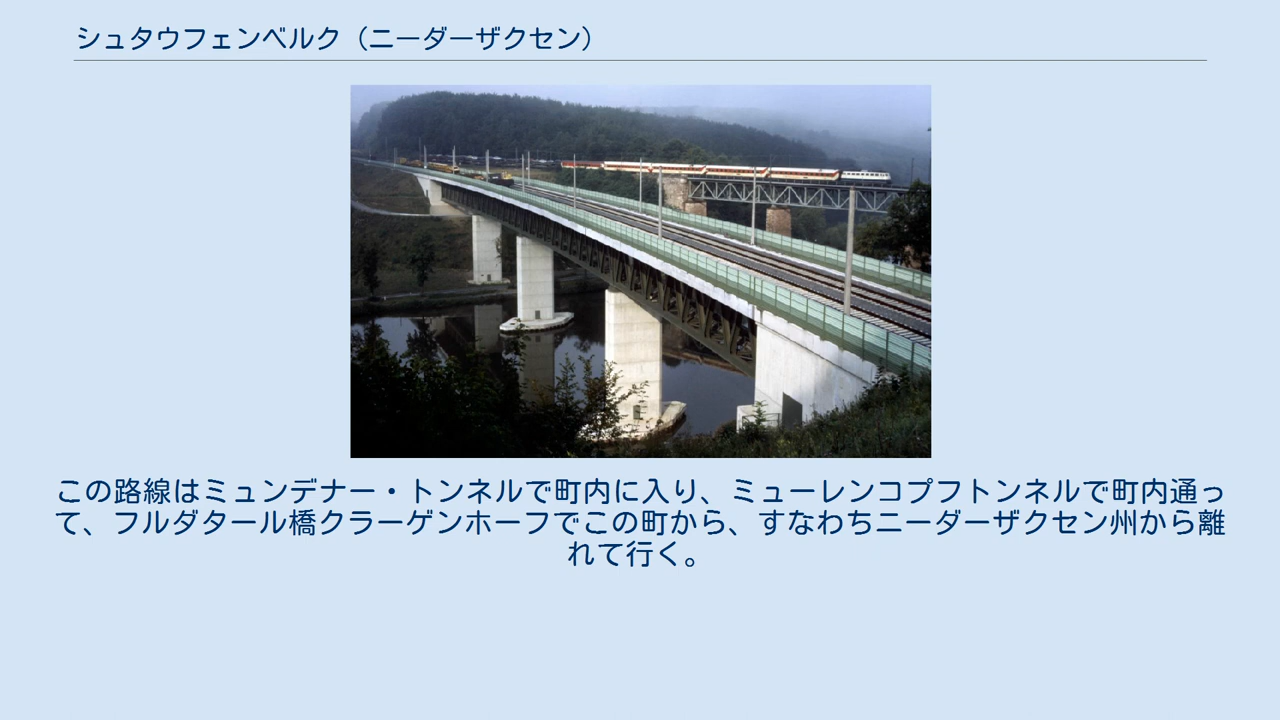 シュタウフェンベルク（ニーダーザクセン）
この路線はミュンデナー・トンネルで町内に入り、ミューレンコプフトンネルで町内通っ
て、フルダタール橋クラーゲンホーフでこの町から、すなわちニーダーザクセン州から離
れて行く。